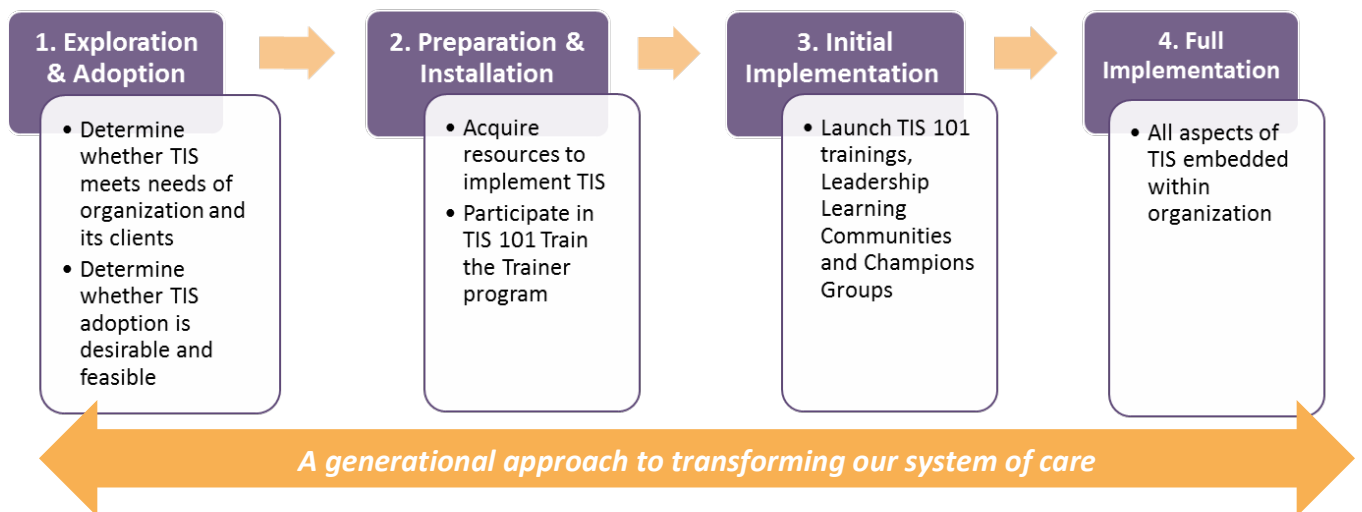 1. Exploration
& Adoption
• Determine
whether TIS
meets needs of
organization and
its clients
• Determine
whether TIS
adoption is
desirable and
feasible
2. Preparation &
Installation
• Acquire
resources to
implement TIS
• Participate in
TIS 101 Train
the Trainer
program
3. Initial
Implementation
• Launch TIS 101
trainings,
Leadership
Learning
Communities
and Champions
Groups
4. Full
Implementation
• All aspects of
TIS embedded
within
organization
A generational approach to transforming our system of care